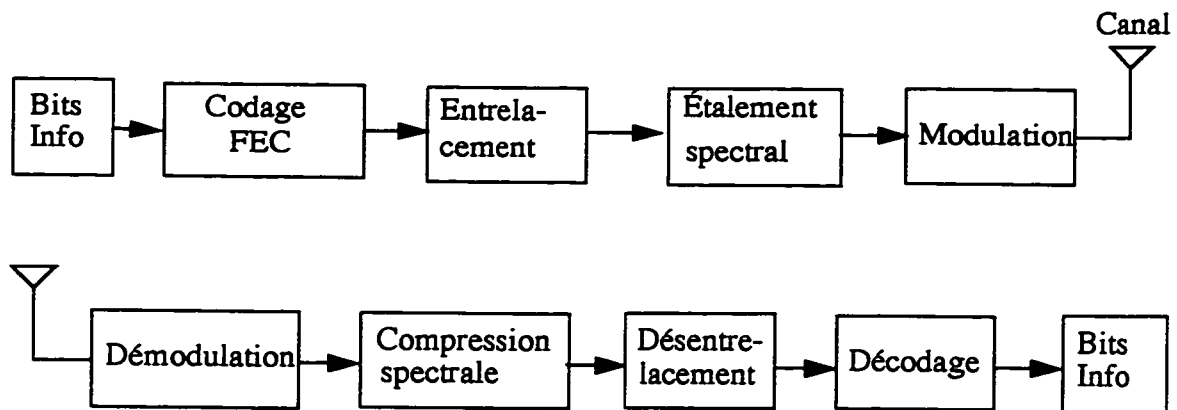 Canal
Bits
Info
Codage
FEC
Entrela-
cement
Étalement
spectral
Modulation
Démodulation
Compression
spectrale
Désentre-
lacement
Décodage
Bits
Info